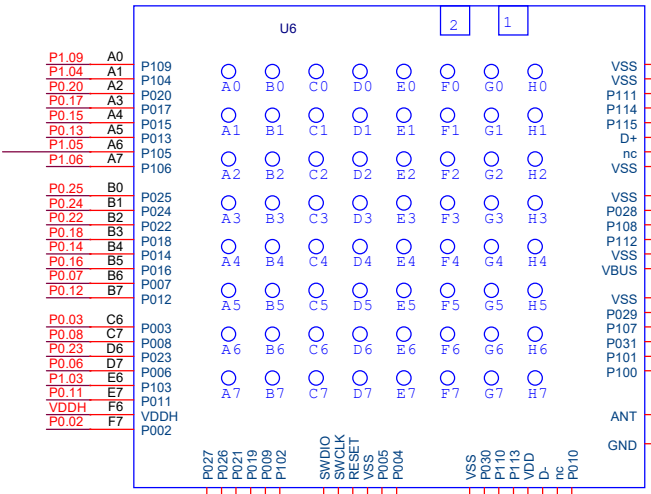 U6 2 1
P1.09 A0 P109 VSS
P1.04 A1 P104 VSS
P0.20 A2 P020 P111
P0.17 A3 P017 P114
P0.15 A4 P015 P115
P0.13 A5 P013 D+
P1.05 A6 P105 nc
P1.06 A7 P106 VSS
P0.25 B0 P025 VSS
P0.24 B1 P024 P028
P0.22 B2 P022 P108
P0.18 B3 P018 P112
P0.14 B4 P014 VSS
P0.16 B5 P016 VBUS
P0.07 B6 P007
P0.12 B7 P012 VSS
P029
P0.03 C6 P003 P107
P0.08 C7 P008 P031
P0.23 D6 P023 P101
P0.06 D7 P006 P100
P1.03 E6 P103
P0.11 E7 P011
VDDH F6 VDDH ANT
P0.02 F7 P002
GND
A0 B0 C0 D0 E0 F0 G0 H0
A1 B1 C1 D1 E1 F1 G1 H1
A2 B2 C2 D2 E2 F2 G2 H2
A3 B3 C3 D3 E3 F3 G3 H3
A4 B4 C4 D4 E4 F4 G4 H4
A5 B5 C5 D5 E5 F5 G5 H5
A6 B6 C6 D6 E6 F6 G6 H6
A7 B7 C7 D7 E7 F7 G7 H7
P027
P026
P021
P019
P009
P102
SWDIO
SWCLK
RESET
VSS
P005
P004
VSS
P030
P110
P113
VDD
D-
nc
P010